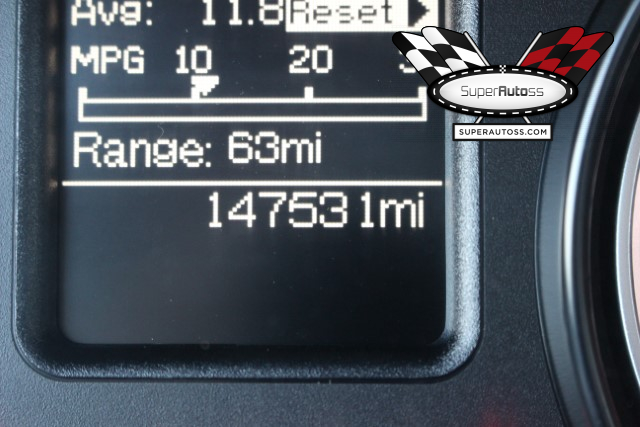 Avg: 11.8 Reset
MPG 10 20
Range: 63mi
147531mi
SuperAutoss
SUPERAUTOSS.COM